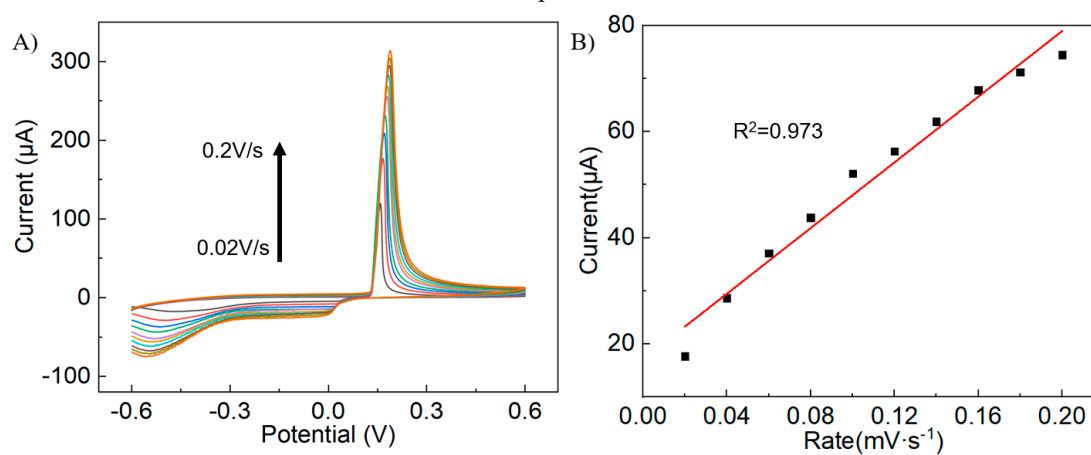 A)
Current (μA)
300
200
100
0
-100
0.2V/s
0.02V/s
-0.6
-0.3
0.0
0.3
0.6
Potential (V)
B)
Current(μA)
80
60
40
20
R²=0.973
0.00
0.04
0.08
0.12
0.16
0.20
Rate(mV·s⁻¹)